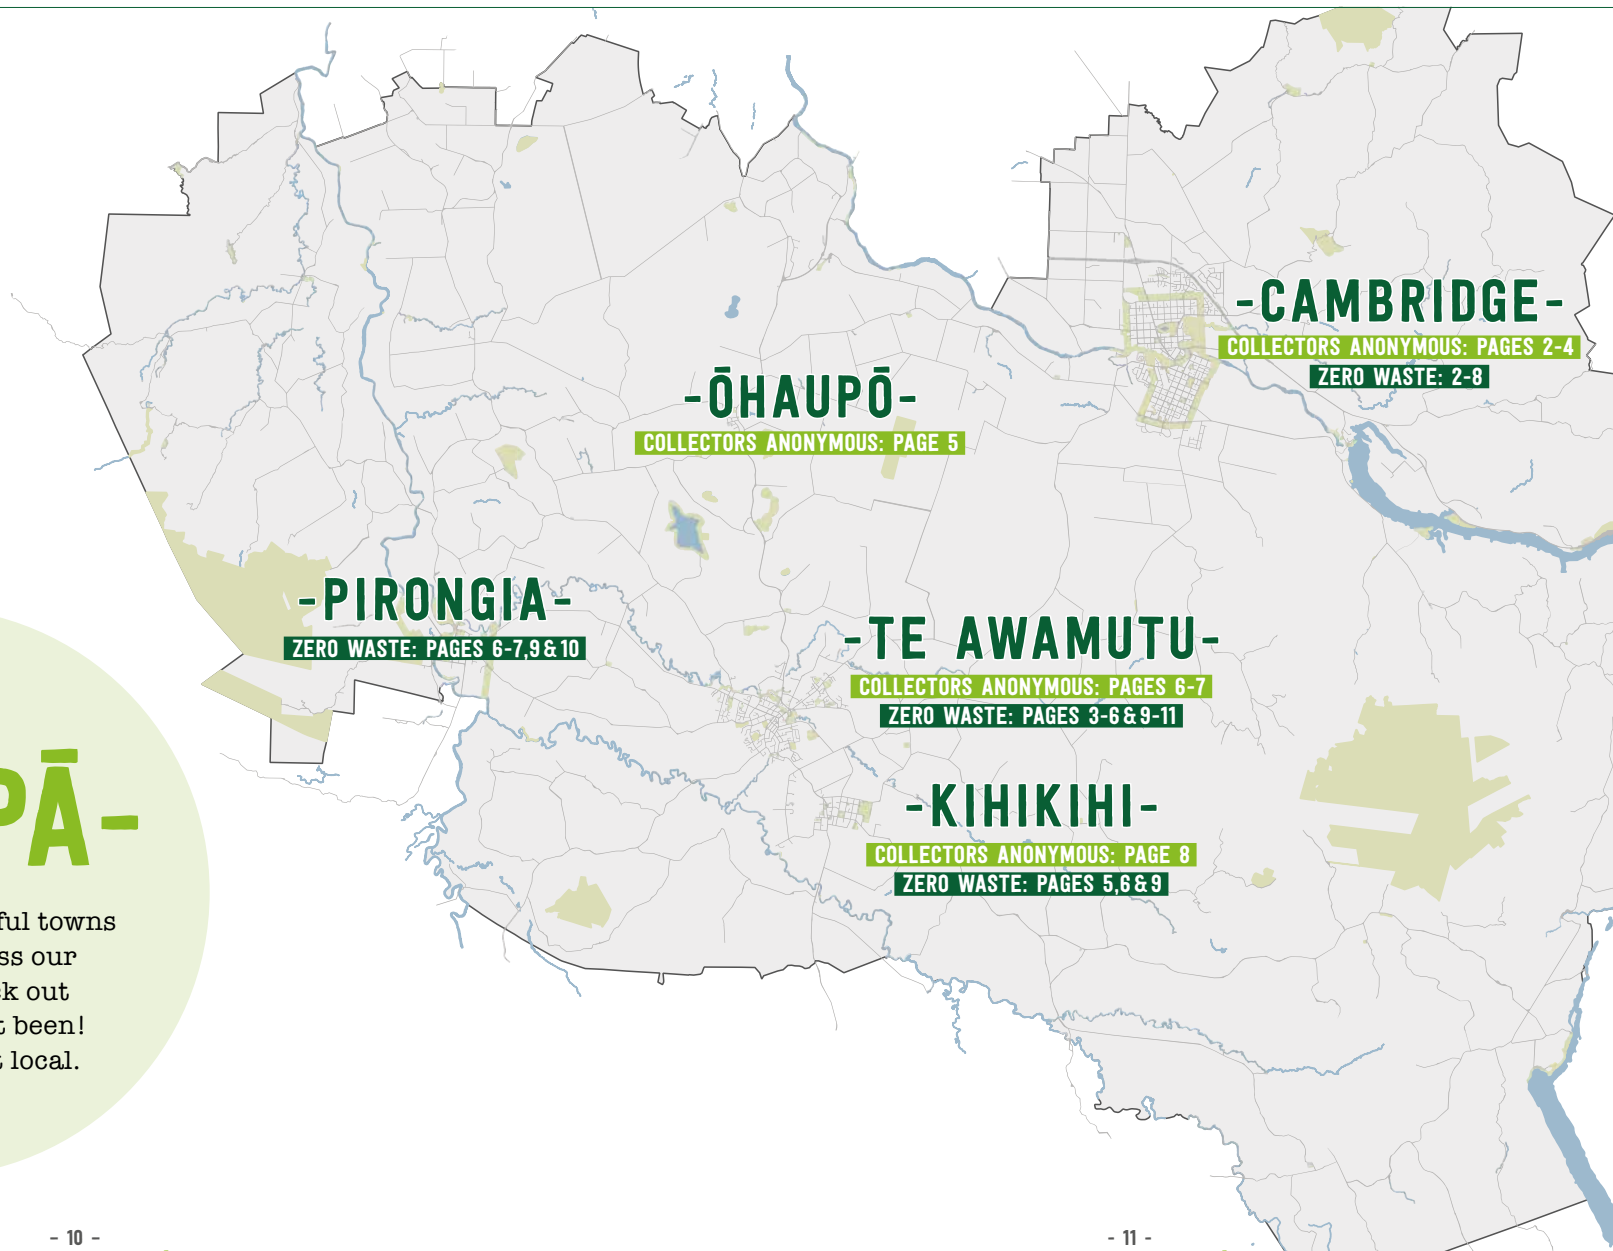 -CAMBRIDGE-
COLLECTORS ANONYMOUS: PAGES 2-4
ZERO WASTE: 2-8
-ŌHAUPŌ-
COLLECTORS ANONYMOUS: PAGE 5
-PIRONGIA-
ZERO WASTE: PAGES 6-7,9&10
-TE AWAMUTU-
COLLECTORS ANONYMOUS: PAGES 6-7
ZERO WASTE: PAGES 3-6&9-11
-KIHIKIHI-
COLLECTORS ANONYMOUS: PAGE 8
ZERO WASTE: PAGES 5,6&9
PĀ-
ful towns
ss our
k out
t been!
t local.
- 10 -
- 11 -